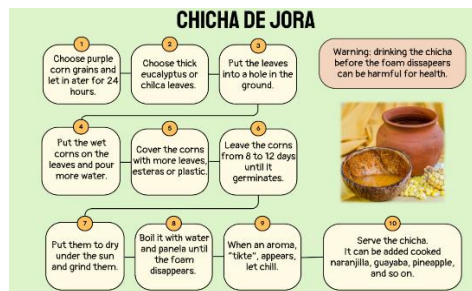 CHICHA DE JORA
1
Choose purple
corn grains and
let in ater for 24
hours.
2
Choose thick
eucalyptus or
chilca leaves.
3
Put the leaves
into a hole in the
ground.
Warning: drinking the chicha
before the foam dissapears
can be harmful for health.
4
Put the wet
corns on the
leaves and pour
more water.
5
Cover the corns
with more leaves,
esteras or plastic.
6
Leave the corns
from 8 to 12 days
until it
germinates.
7
Put them to dry
under the sun
and grind them.
8
Boil it with water
and panela until
the foam
disappears.
9
When an aroma,
"tikte", appears,
let chill.
10
Serve the chicha.
It can be added cooked
naranjilla, guayaba, pineapple,
and so on.